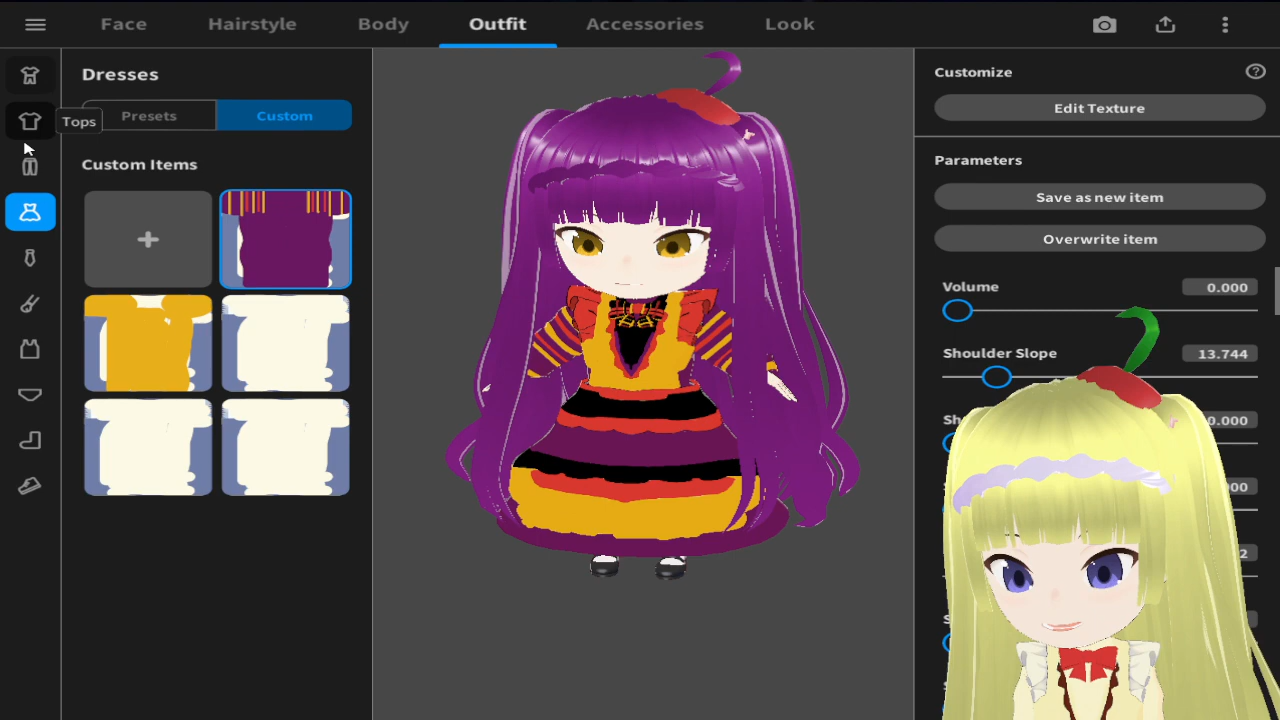 Face Hairstyle Body Outfit Accessories Look
Dresses
Tops
Presets Custom
Custom Items
Customize
Edit Texture
Parameters
Save as new item
Overwrite item
Volume 0.000
Shoulder Slope 13.744
0.000